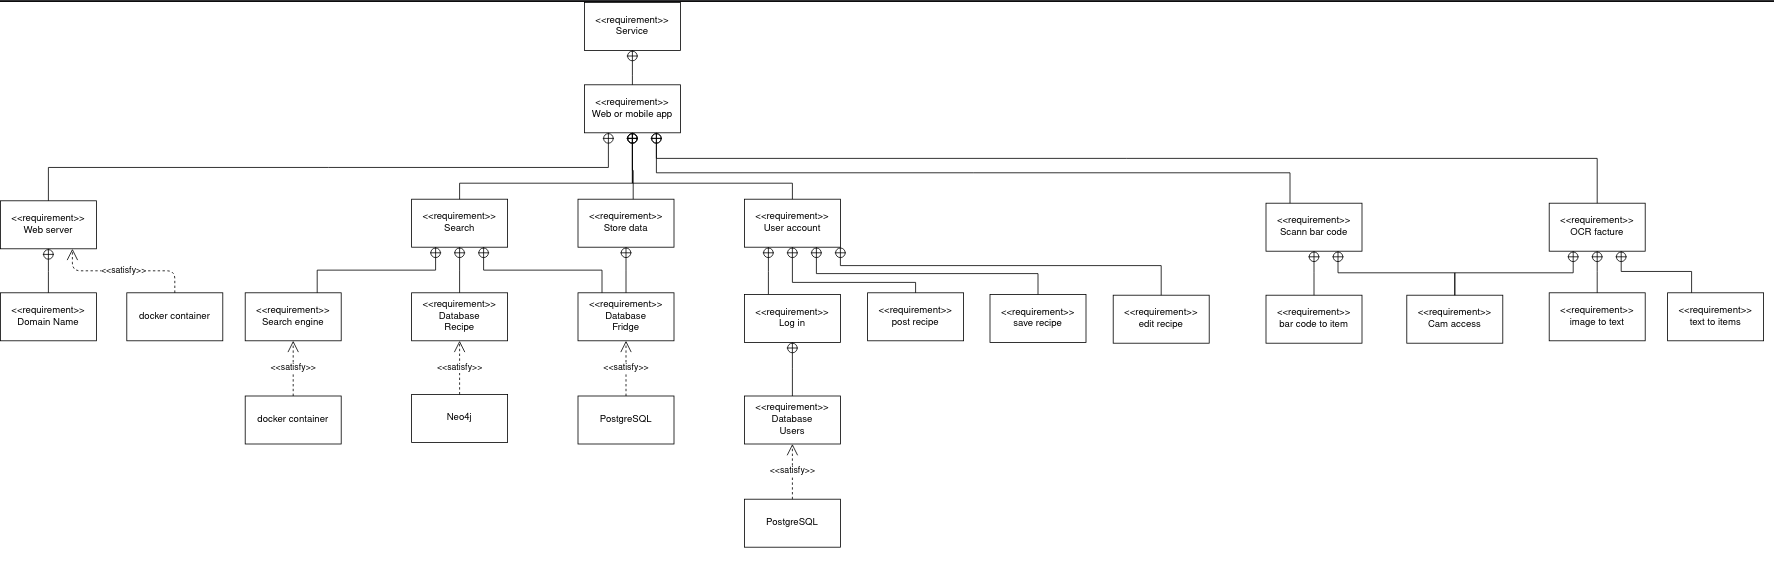 <<requirement>>
Service
<<requirement>>
Web or mobile app
<<requirement>>
Web server
<<requirement>>
Search
<<requirement>>
Store data
<<requirement>>
User account
<<requirement>>
Scann bar code
<<requirement>>
OCR facture
<<satisfy>>
<<requirement>>
Domain Name
docker container
<<requirement>>
Search engine
<<requirement>>
Database
Recipe
<<requirement>>
Database
Fridge
<<requirement>>
Log in
<<requirement>>
post recipe
<<requirement>>
save recipe
<<requirement>>
edit recipe
<<requirement>>
bar code to item
<<requirement>>
Cam access
<<requirement>>
image to text
<<requirement>>
text to items
<<satisfy>>
<<satisfy>>
<<satisfy>>
docker container
Neo4j
PostgreSQL
<<requirement>>
Database
Users
<<satisfy>>
PostgreSQL